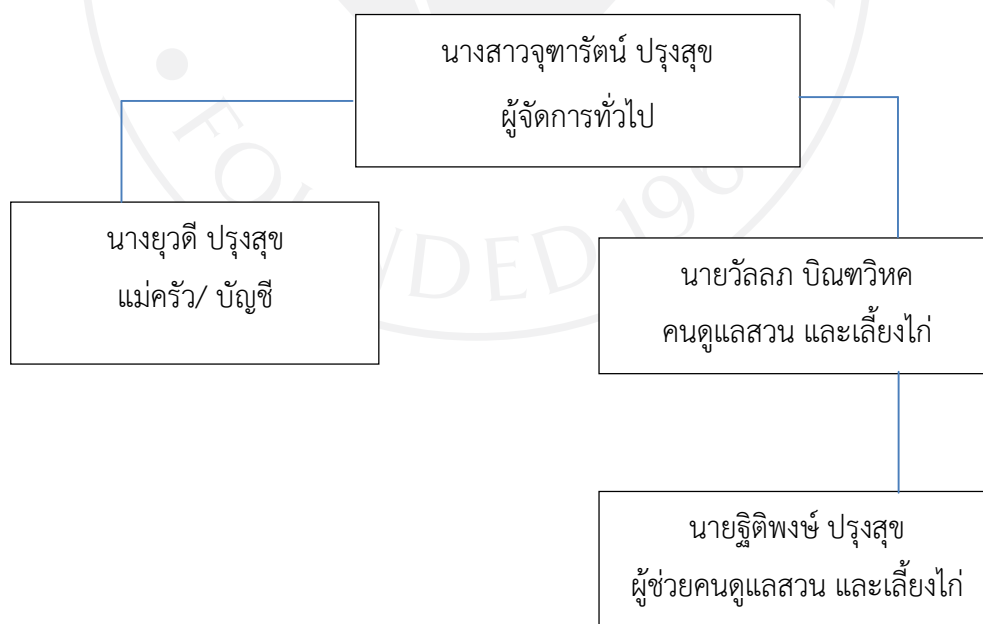 นางสาวจุฑารัตน์ ปรุงสุข
ผู้จัดการทั่วไป
นางยุวดี ปรุงสุข
แม่ครัว/ บัญชี
นายวัลลภ บิณฑวิหค
คนดูแลสวน และเลี้ยงไก่
นายฐิติพงษ์ ปรุงสุข
ผู้ช่วยคนดูแลสวน และเลี้ยงไก่
FOUNDED 196